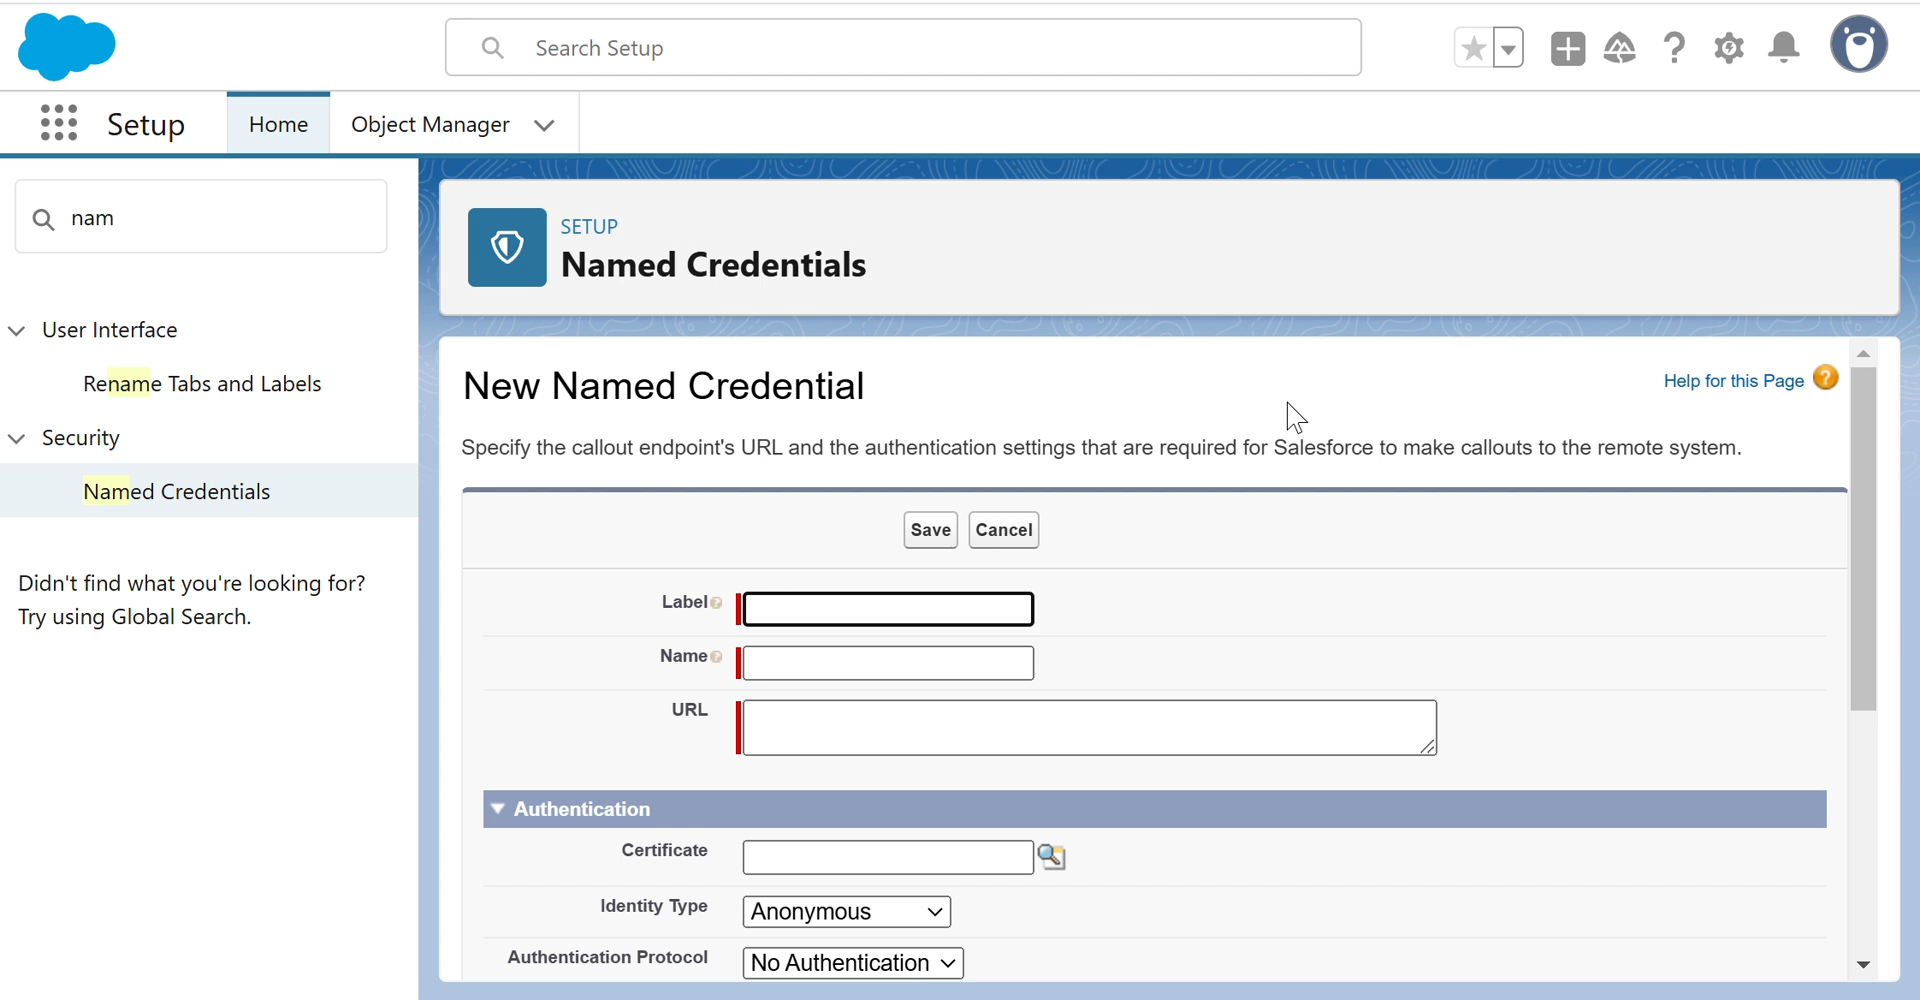 Search Setup
Setup
Home
Object Manager
nam
User Interface
Rename Tabs and Labels
Security
Named Credentials
Didn't find what you're looking for?
Try using Global Search.
SETUP
Named Credentials
New Named Credential
Help for this Page
Specify the callout endpoint's URL and the authentication settings that are required for Salesforce to make callouts to the remote system.
Save Cancel
Label
Name
URL
Authentication
Certificate
Identity Type Anonymous
Authentication Protocol No Authentication